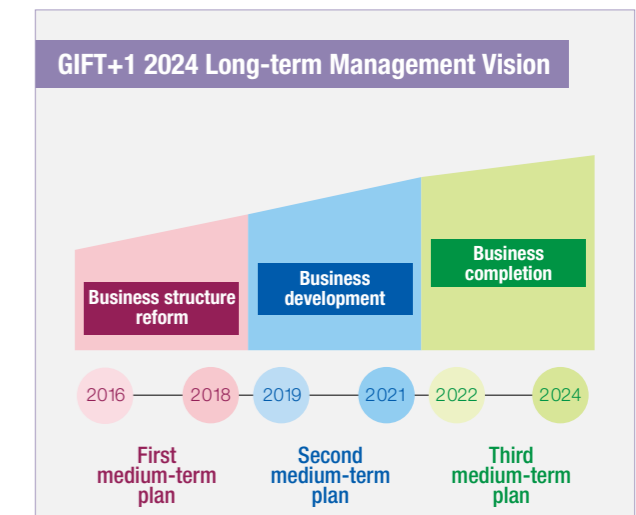 GIFT+1 2024 Long-term Management Vision
Business structure
reform
Business
development
Business
completion
2016
2018
2019
2021
2022
2024
First
medium-term
plan
Second
medium-term
plan
Third
medium-term
plan